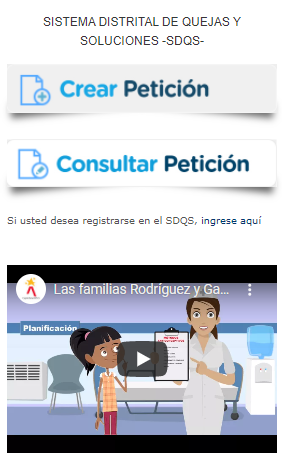 SISTEMA DISTRITAL DE QUEJAS Y
SOLUCIONES -SDQS-
Crear Petición
Consultar Petición
Si usted desea registrarse en el SDQS, ingrese aquí
Las familias Rodríguez y Ga...
Planificación